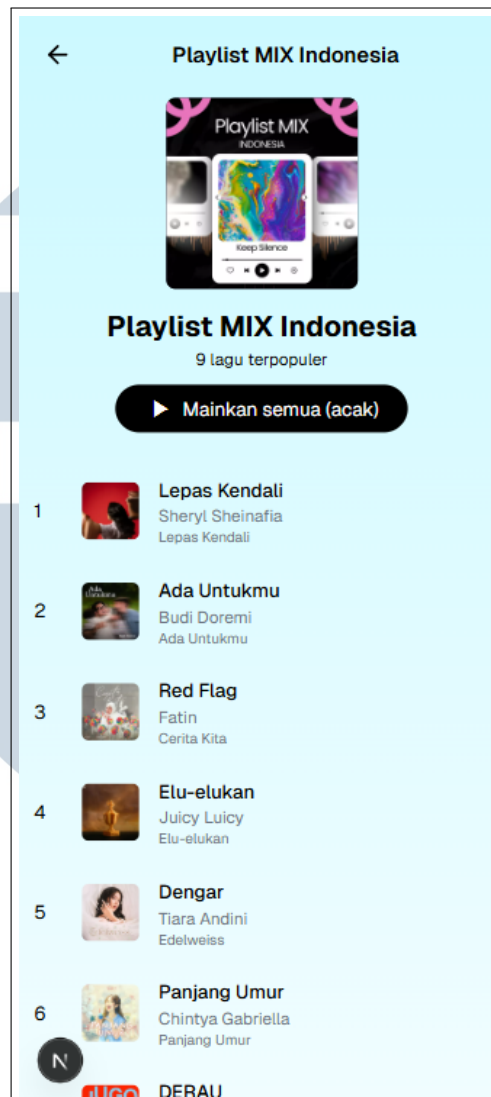 Playlist MIX Indonesia
Playlist MIX
INDONESIA
Keep Silence
Playlist MIX Indonesia
9 lagu terpopuler
Mainkan semua (acak)
1
Lepas Kendali
Sheryl Sheinafia
Lepas Kendali
2
Ada Untukmu
Budi Doremi
Ada Untukmu
3
Red Flag
Fatin
Cerita Kita
4
Elu-elukan
Juicy Luicy
Elu-elukan
5
Dengar
Tiara Andini
Edelweiss
6
Panjang Umur
Chintya Gabriella
Panjang Umur
N
DERAU